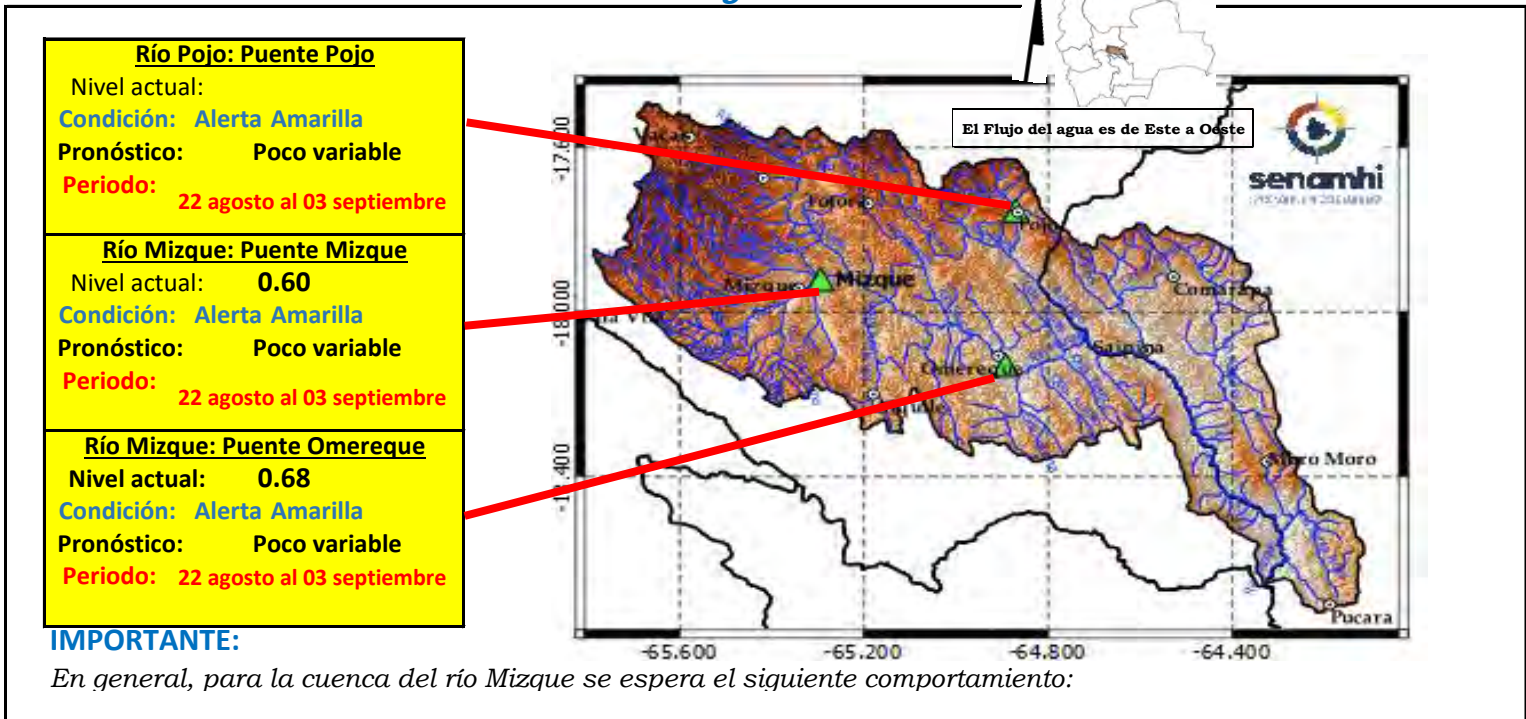 Río Pojo: Puente Pojo
Nivel actual:
Condición: Alerta Amarilla
Pronóstico: Poco variable
Periodo:
22 agosto al 03 septiembre
Río Mizque: Puente Mizque
Nivel actual: 0.60
Condición: Alerta Amarilla
Pronóstico: Poco variable
Periodo:
22 agosto al 03 septiembre
Río Mizque: Puente Omereque
Nivel actual: 0.68
Condición: Alerta Amarilla
Pronóstico: Poco variable
Periodo: 22 agosto al 03 septiembre
El Flujo del agua es de Este a Oeste
senamhi
-17.600
Pojo
Mizque Mizque
Comarapa
Omereque
Moro Moro
Pucara
-65.600 -65.200 -64.800 -64.400
IMPORTANTE:
En general, para la cuenca del río Mizque se espera el siguiente comportamiento: